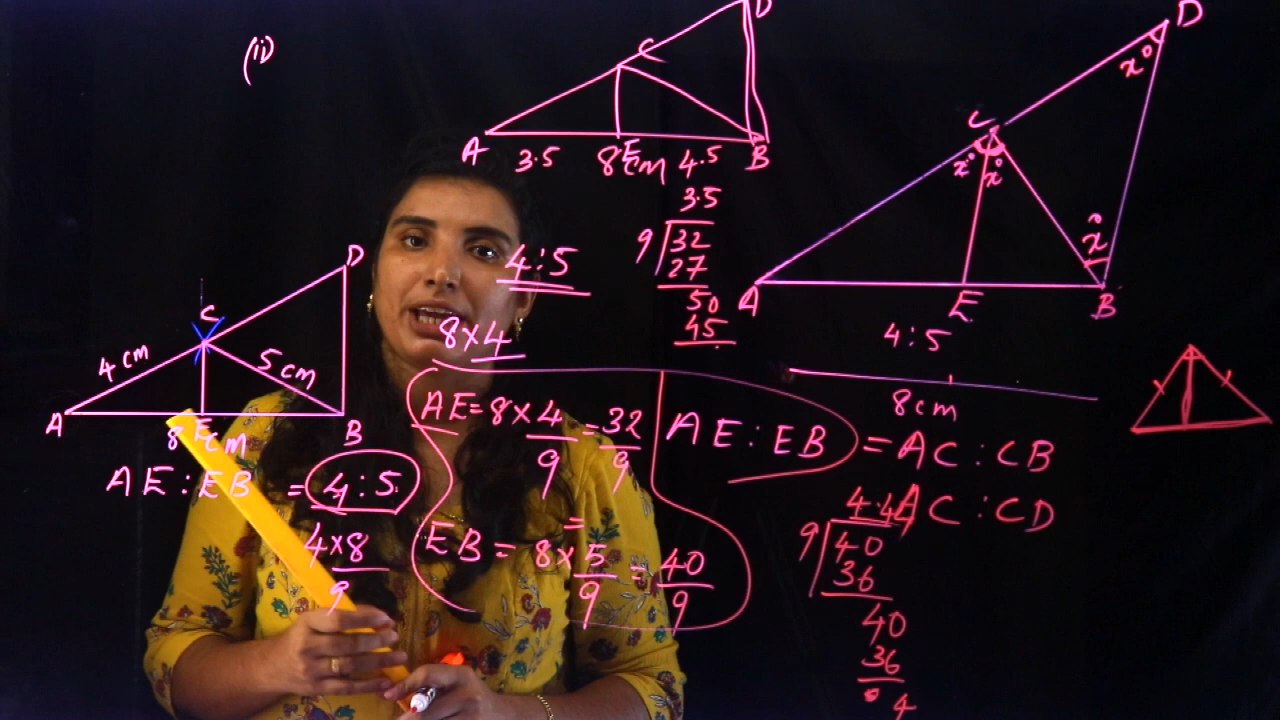 (ii)
D
C
A
3.5
8 cm
E
4.5
B
3.5
9 32
27
50
45
4:5
8×4
D
C
x°
x°
x°
x°
A
E
B
4:5
8cm
D
C
4 cm
5 cm
A
E
B
8 cm
AE:EB = 4:5
4×8
9
AE = 8 × 4/9 = 32/9
=
EB = 8 × 5/9 = 40/9
AE:EB = AC:CB
AC:CD
4.4
9 40
36
40
36
4